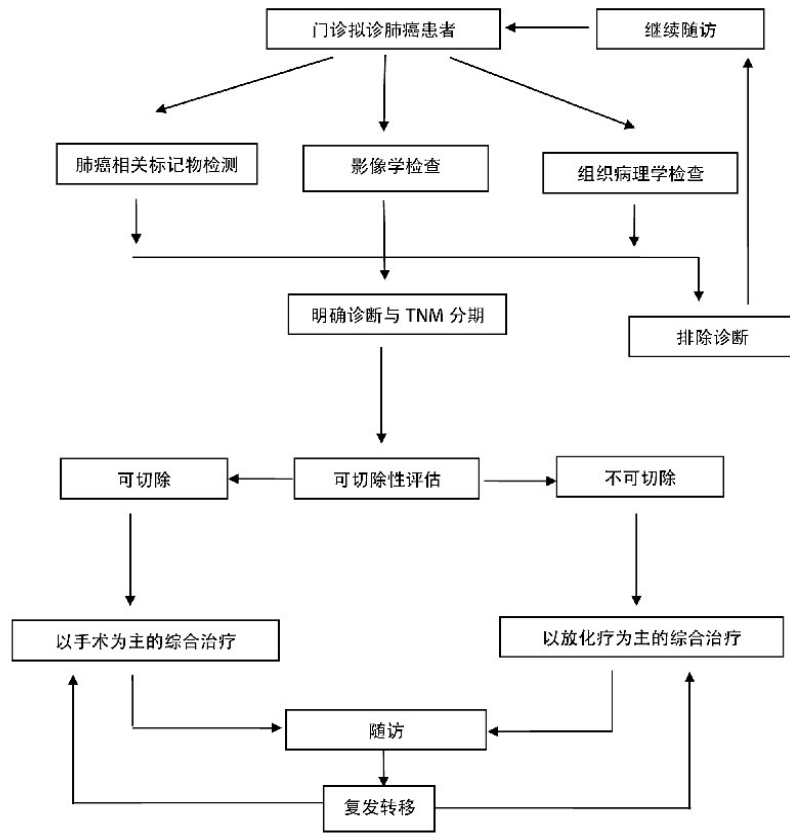 门诊拟诊肺癌患者
继续随访
肺癌相关标记物检测
影像学检查
组织病理学检查
明确诊断与 TNM 分期
排除诊断
可切除
可切除性评估
不可切除
以手术为主的综合治疗
以放化疗为主的综合治疗
随访
复发转移